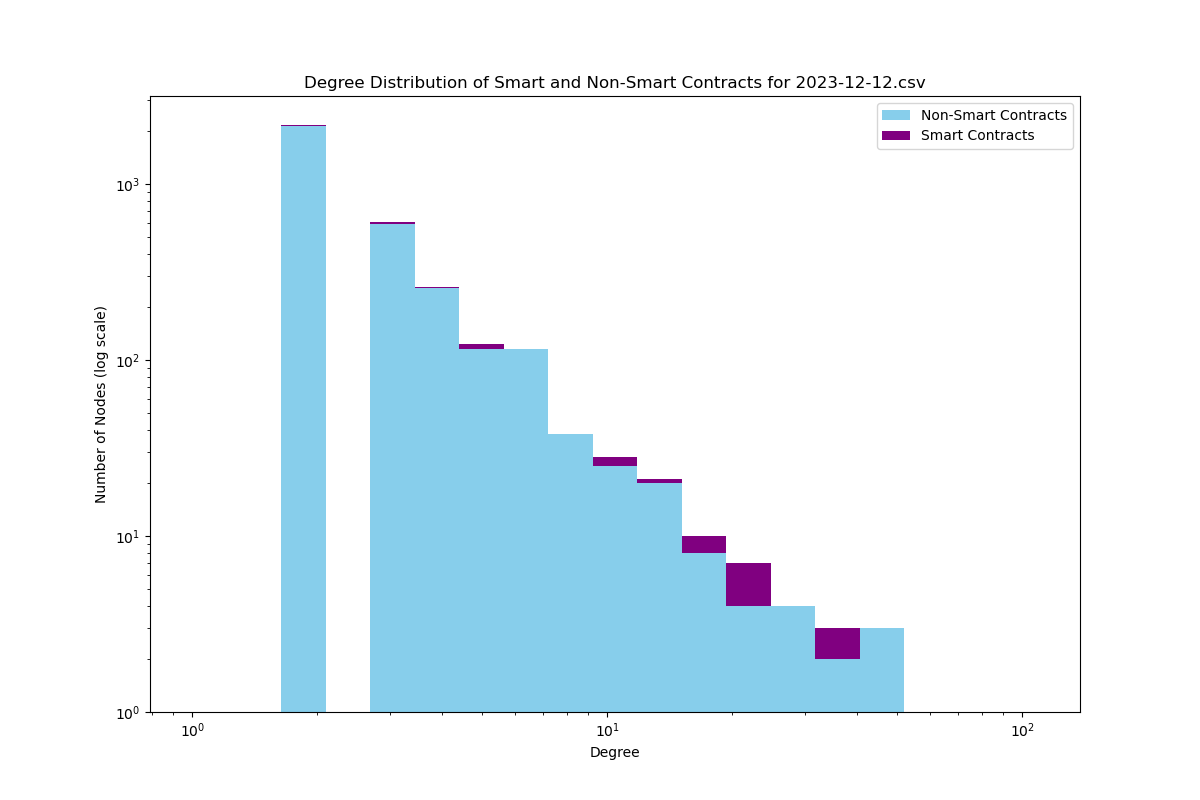 Degree Distribution of Smart and Non-Smart Contracts for 2023-12-12.csv
Non-Smart Contracts
Smart Contracts
Number of Nodes (log scale)
10³
10²
10¹
10⁰
10⁰ 10¹ 10²
Degree